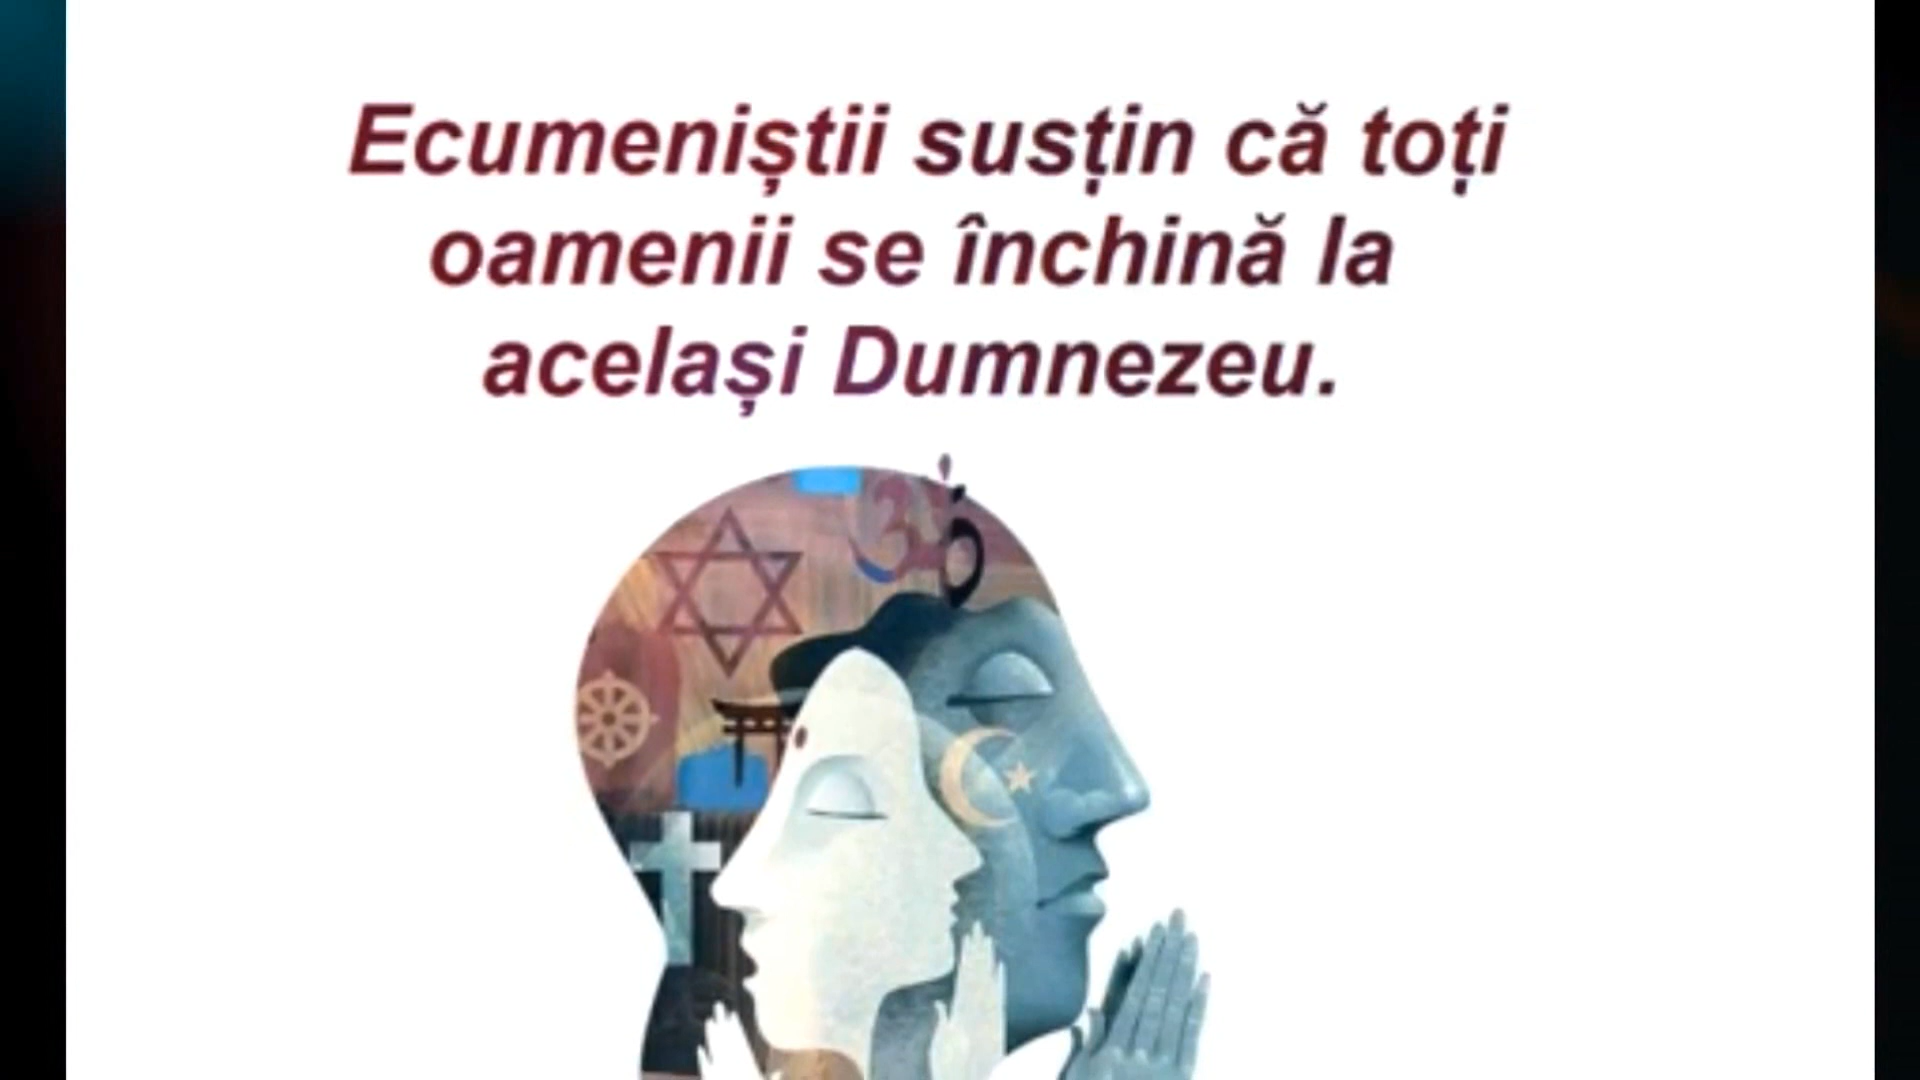 Ecumeniștii susțin că toți
oamenii se închină la
același Dumnezeu.